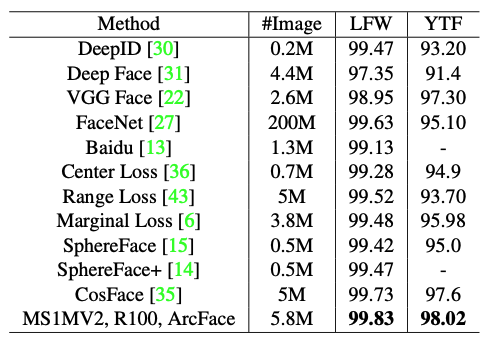 Method #Image LFW YTF
DeepID [30] 0.2M 99.47 93.20
Deep Face [31] 4.4M 97.35 91.4
VGG Face [22] 2.6M 98.95 97.30
FaceNet [27] 200M 99.63 95.10
Baidu [13] 1.3M 99.13 -
Center Loss [36] 0.7M 99.28 94.9
Range Loss [43] 5M 99.52 93.70
Marginal Loss [6] 3.8M 99.48 95.98
SphereFace [15] 0.5M 99.42 95.0
SphereFace+ [14] 0.5M 99.47 -
CosFace [35] 5M 99.73 97.6
MS1MV2, R100, ArcFace 5.8M 99.83 98.02